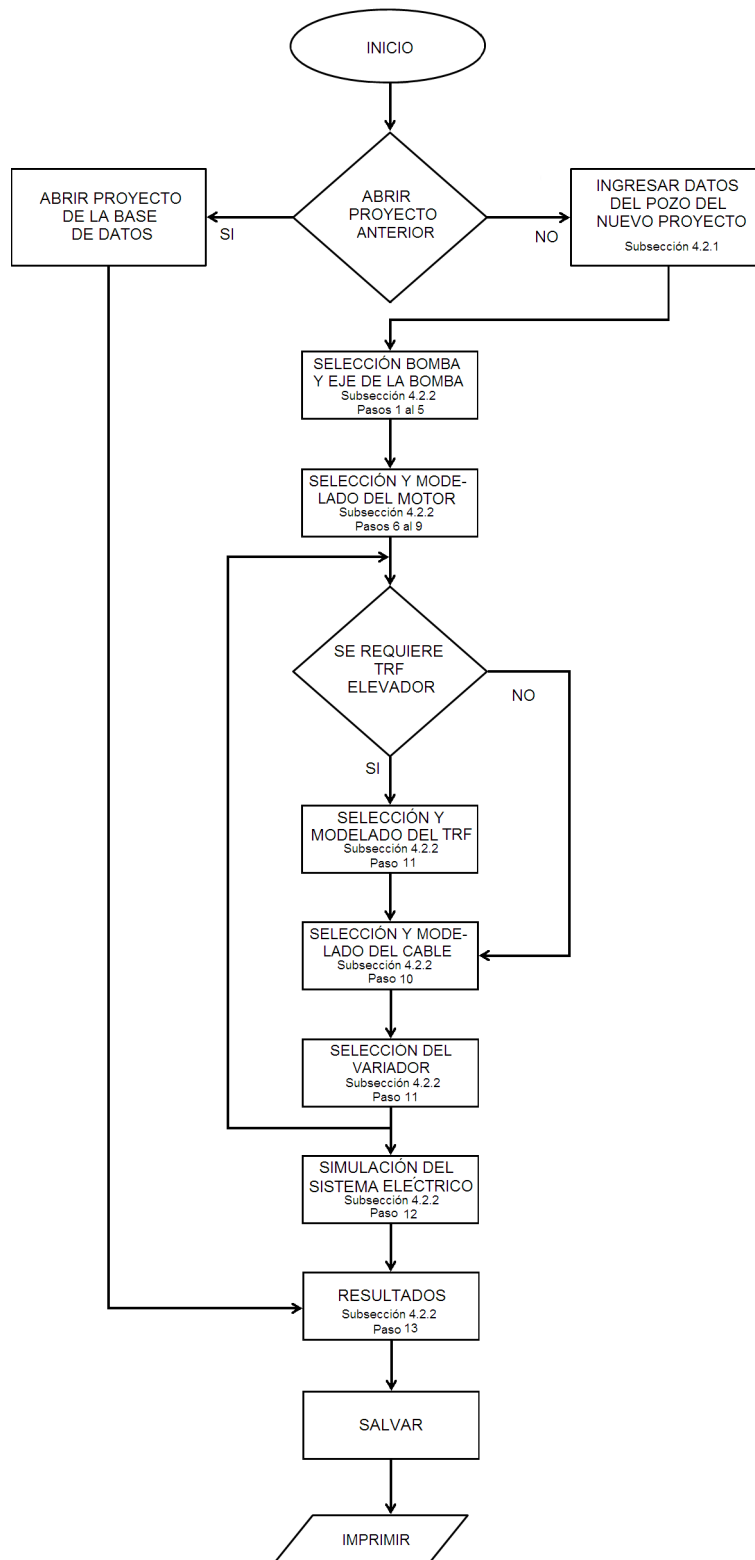 INICIO
ABRIR PROYECTO
DE LA BASE
DE DATOS
SI
ABRIR
PROYECTO
ANTERIOR
NO
INGRESAR DATOS
DEL POZO DEL
NUEVO PROYECTO
Subsección 4.2.1
SELECCIÓN BOMBA
Y EJE DE LA BOMBA
Subsección 4.2.2
Pasos 1 al 5
SELECCIÓN Y MODE-
LADO DEL MOTOR
Subsección 4.2.2
Pasos 6 al 9
SE REQUIERE
TRF
ELEVADOR
NO
SI
SELECCIÓN Y
MODELADO DEL TRF
Subsección 4.2.2
Paso 11
SELECCIÓN Y MODE-
LADO DEL CABLE
Subsección 4.2.2
Paso 10
SELECCION DEL
VARIADOR
Subsección 4.2.2
Paso 11
SIMULACIÓN DEL
SISTEMA ELÉCTRICO
Subsección 4.2.2
Paso 12
RESULTADOS
Subsección 4.2.2
Paso 13
SALVAR
IMPRIMIR